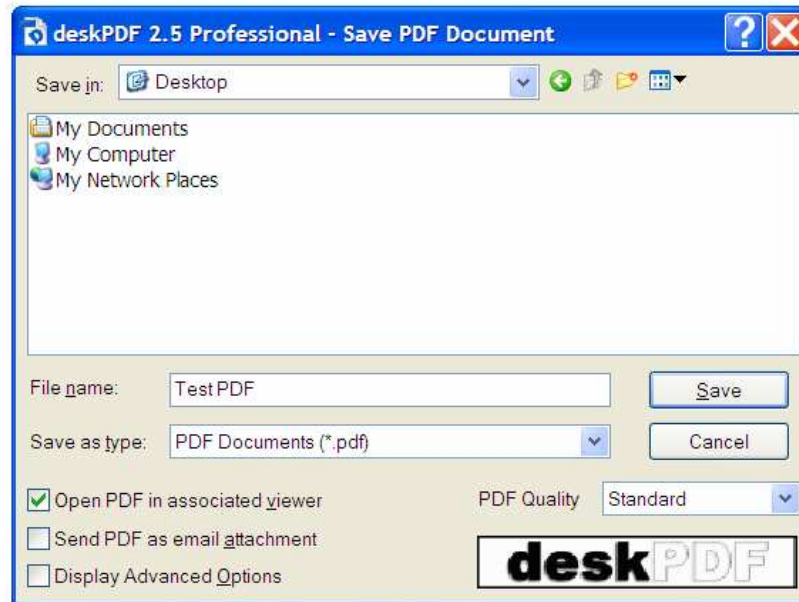 deskPDF 2.5 Professional - Save PDF Document
Save in: Desktop
My Documents
My Computer
My Network Places
File name: Test PDF
Save
Save as type: PDF Documents (*.pdf)
Cancel
Open PDF in associated viewer
PDF Quality Standard
Send PDF as email attachment
Display Advanced Options
deskPDF